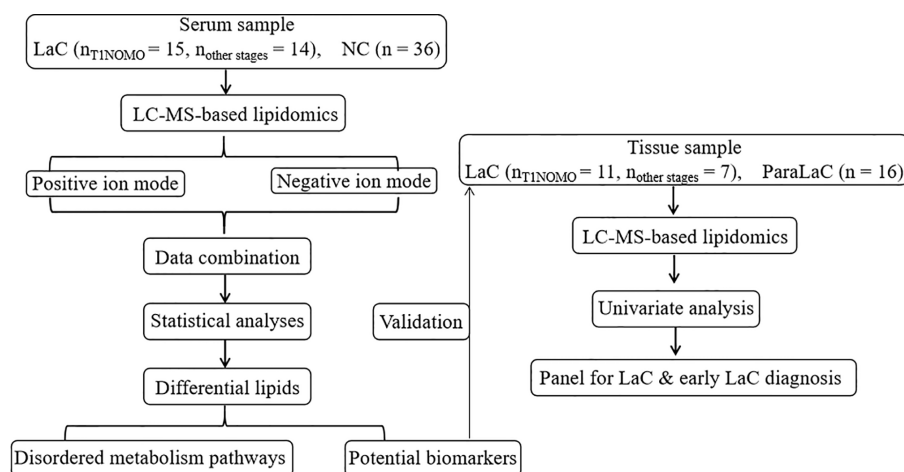 Serum sample
LaC (nT1NOMO = 15, nother stages = 14), NC (n = 36)
LC-MS-based lipidomics
Positive ion mode
Negative ion mode
Data combination
Statistical analyses
Differential lipids
Disordered metabolism pathways
Potential biomarkers
Validation
Tissue sample
LaC (nT1NOMO = 11, nother stages = 7), ParaLaC (n = 16)
LC-MS-based lipidomics
Univariate analysis
Panel for LaC & early LaC diagnosis